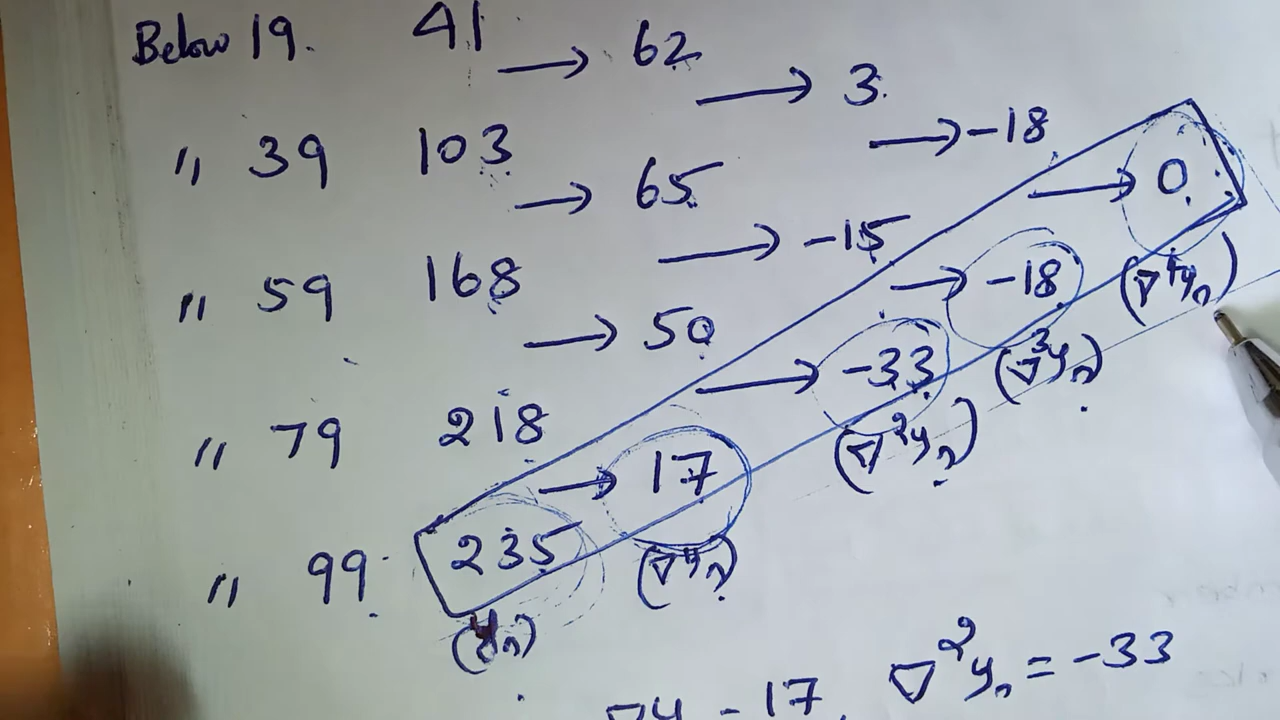 Below 19. 41 → 62
→ 3
→ -18
" 39 103 → 65
→ 0
→ -15
" 59 168 → -18
(∇⁴yₙ)
→ 50
→ -33
(∇³yₙ)
" 79 218
(∇²yₙ)
→ 17
" 99 235
(∇yₙ)
(yₙ)
∇y - 17, ∇²yₙ = -33